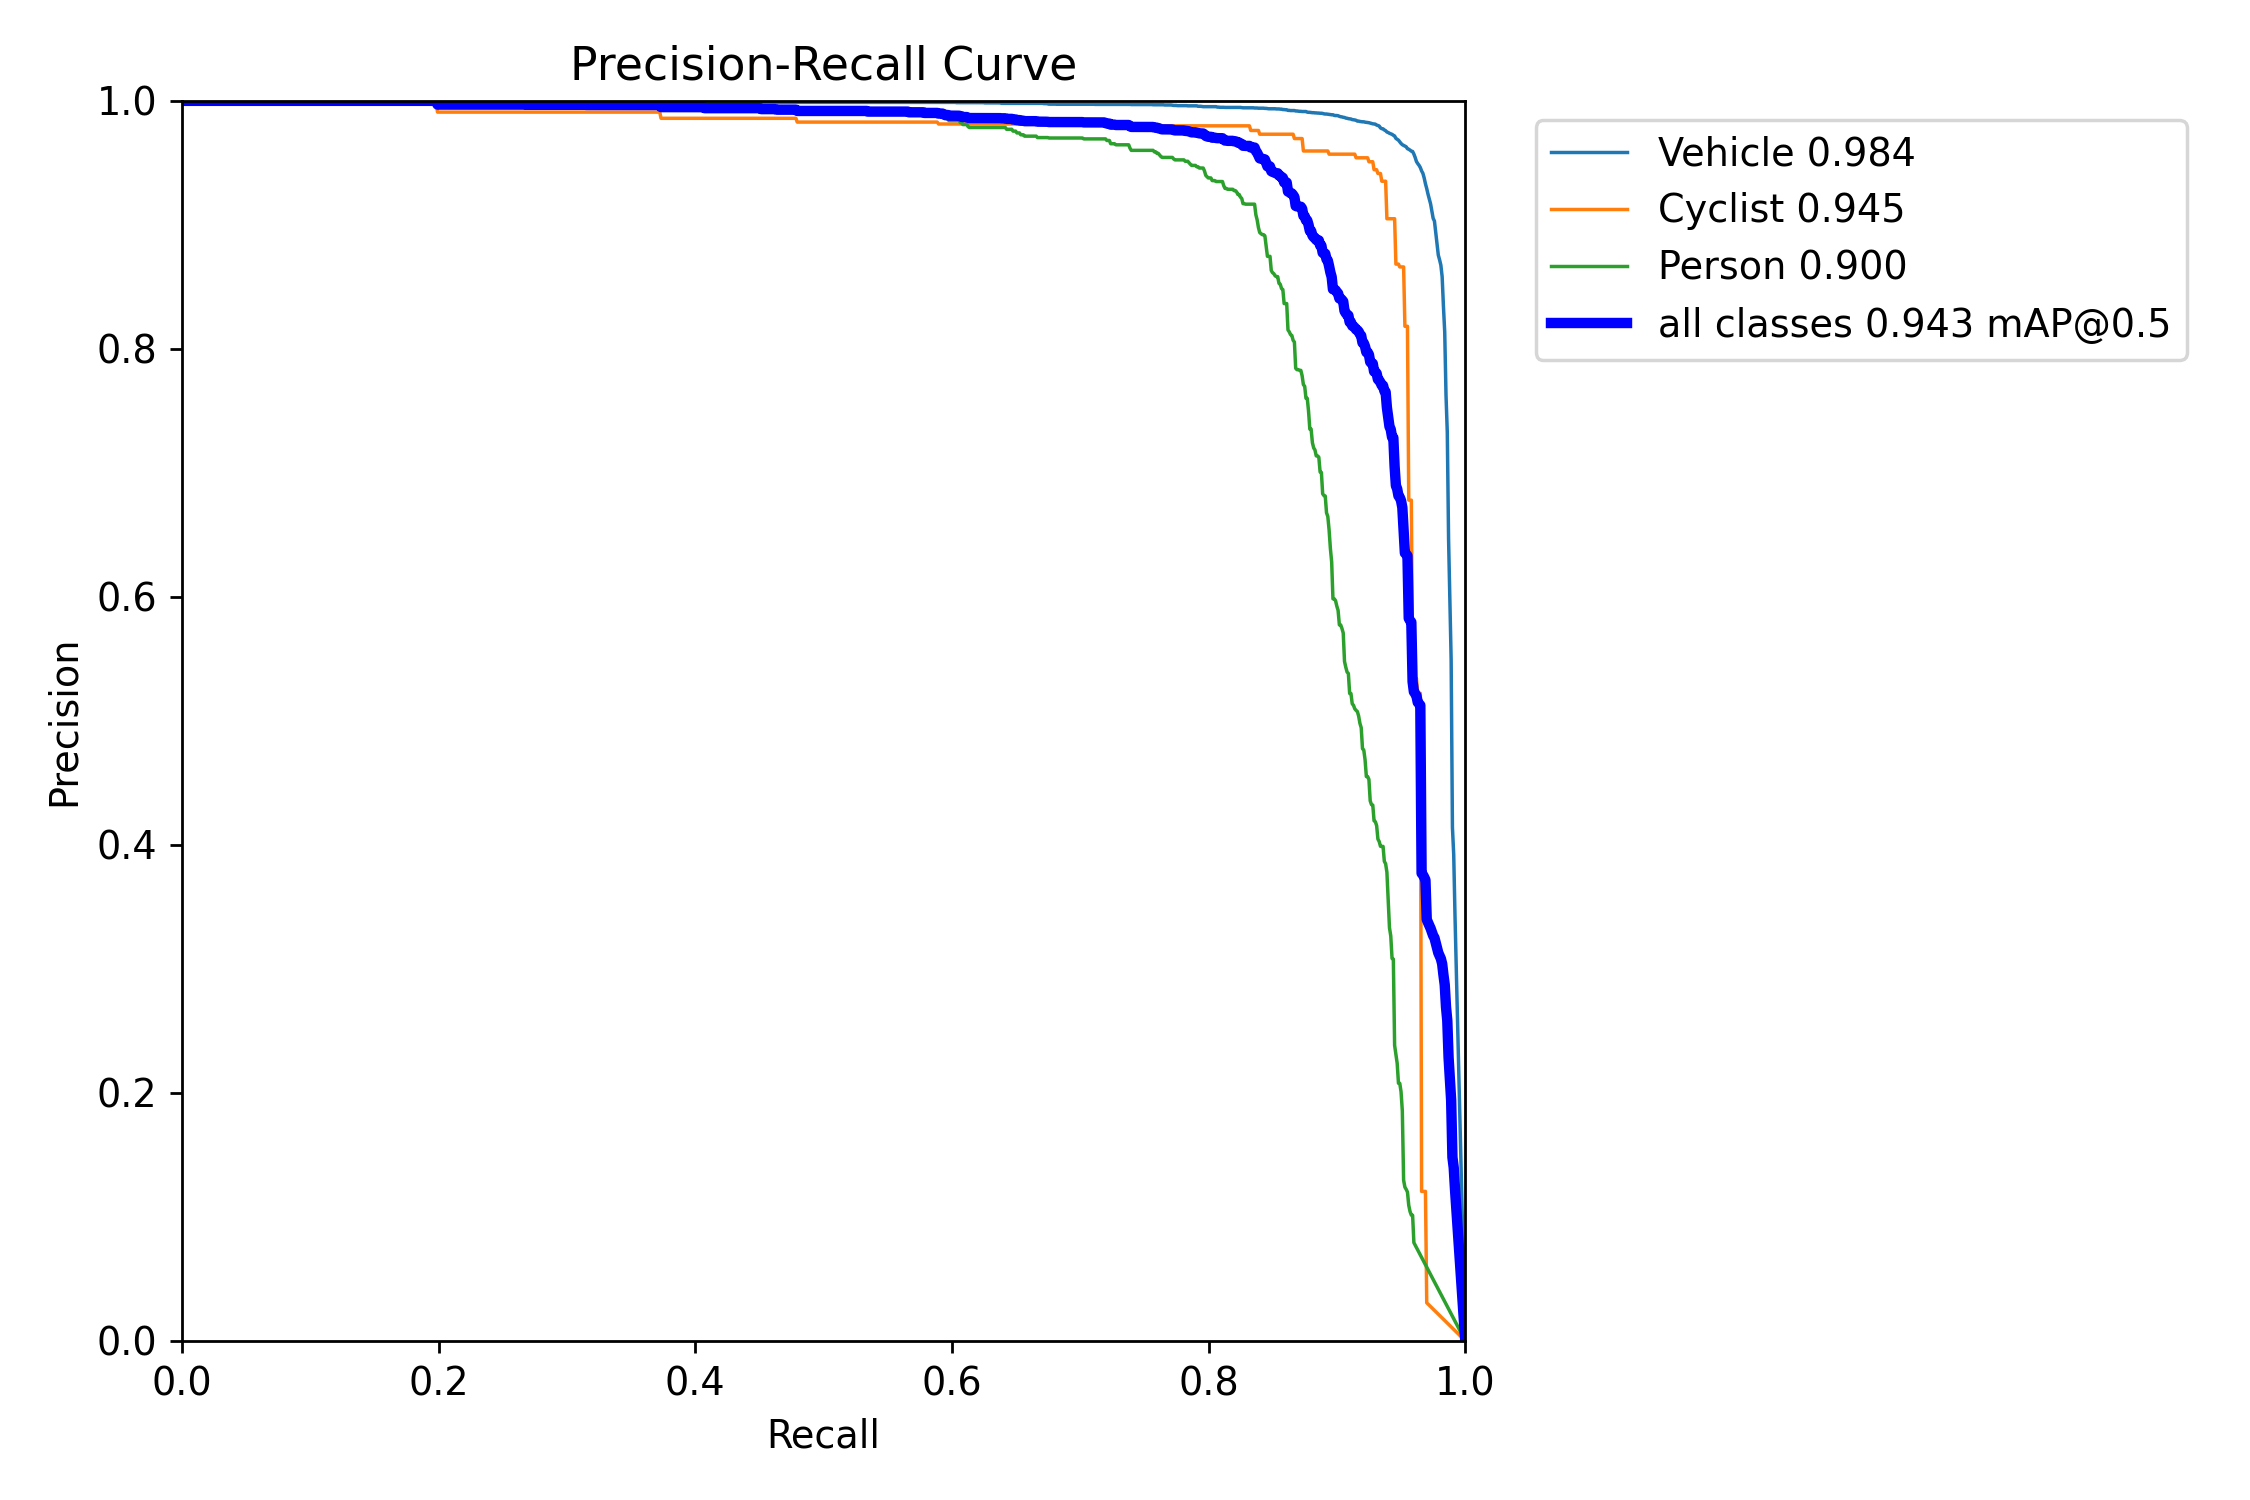 Precision-Recall Curve
1.0
0.8
0.6
0.4
0.2
0.0
Precision
0.0 0.2 0.4 0.6 0.8 1.0
Recall
Vehicle 0.984
Cyclist 0.945
Person 0.900
all classes 0.943 mAP@0.5